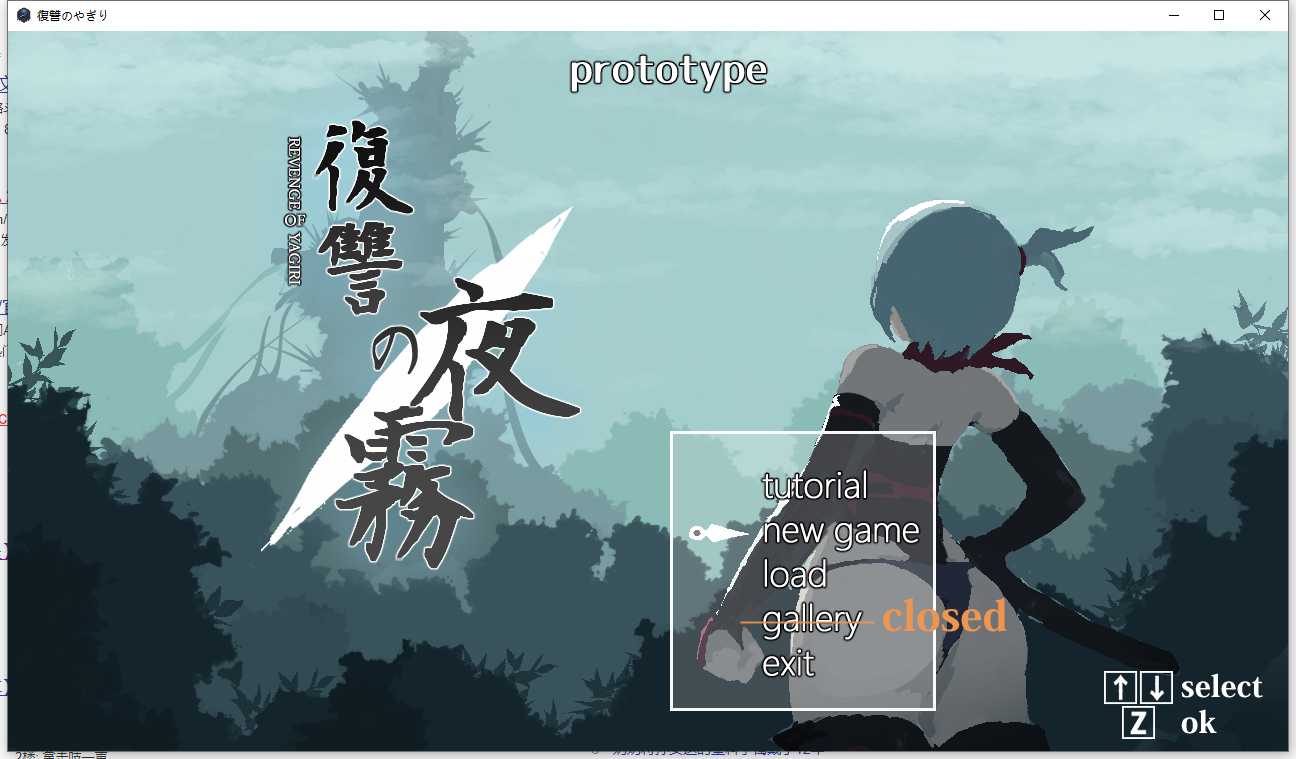 復讐のやぎり
prototype
復讐の夜霧
REVENGE OF YAGIRI
tutorial
new game
load
gallery closed
exit
↑ ↓ select
Z ok